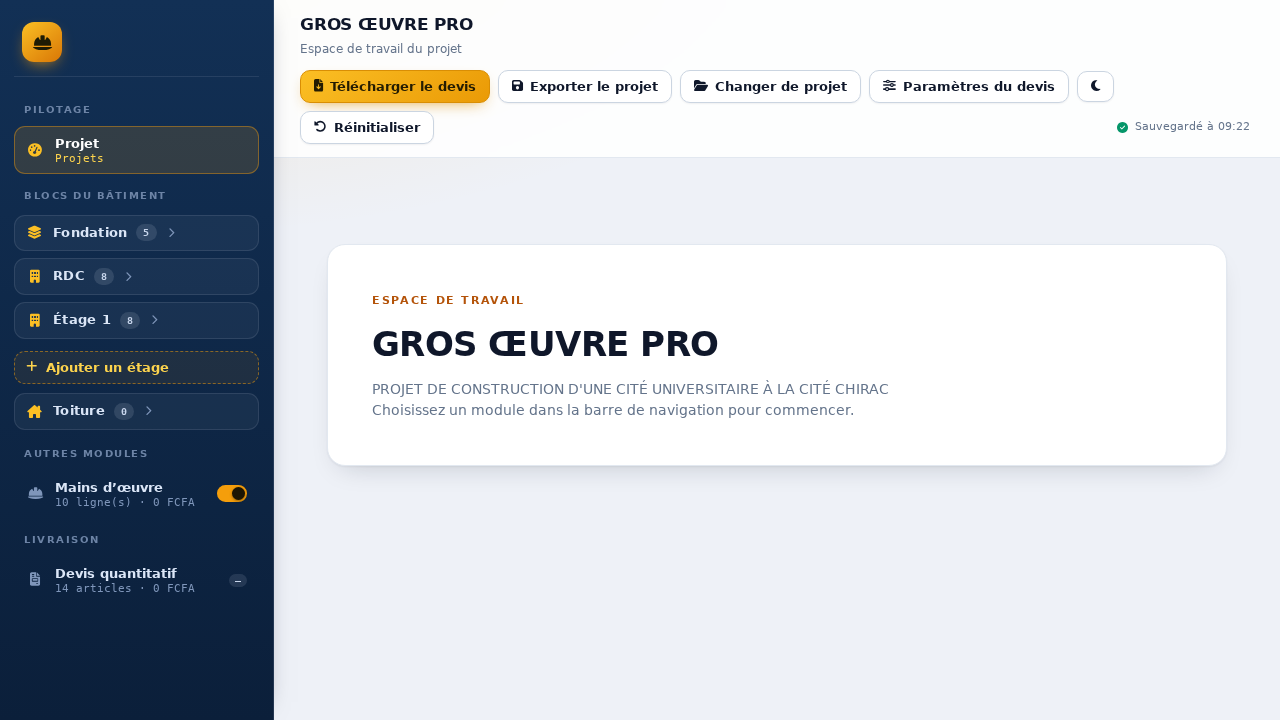 PILOTAGE
Projet
Projets
BLOCS DU BÂTIMENT
Fondation 5
RDC 8
Étage 1 8
+ Ajouter un étage
Toiture 0
AUTRES MODULES
Mains d’œuvre
10 ligne(s) · 0 FCFA
LIVRAISON
Devis quantitatif
14 articles · 0 FCFA
–
GROS ŒUVRE PRO
Espace de travail du projet
Télécharger le devis
Exporter le projet
Changer de projet
Paramètres du devis
Réinitialiser
Sauvegardé à 09:22
ESPACE DE TRAVAIL
GROS ŒUVRE PRO
PROJET DE CONSTRUCTION D'UNE CITÉ UNIVERSITAIRE À LA CITÉ CHIRAC
Choisissez un module dans la barre de navigation pour commencer.